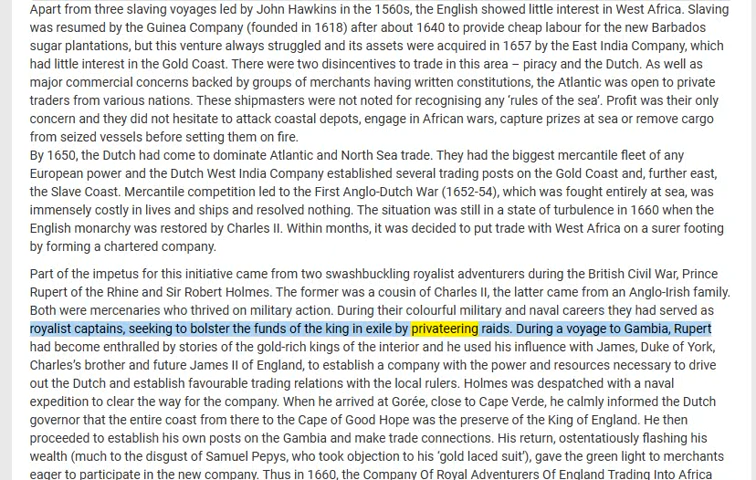 Apart from three slaving voyages led by John Hawkins in the 1560s, the English showed little interest in West Africa. Slaving
was resumed by the Guinea Company (founded in 1618) after about 1640 to provide cheap labour for the new Barbados
sugar plantations, but this venture always struggled and its assets were acquired in 1657 by the East India Company, which
had little interest in the Gold Coast. There were two disincentives to trade in this area – piracy and the Dutch. As well as
major commercial concerns backed by groups of merchants having written constitutions, the Atlantic was open to private
traders from various nations. These shipmasters were not noted for recognising any ‘rules of the sea’. Profit was their only
concern and they did not hesitate to attack coastal depots, engage in African wars, capture prizes at sea or remove cargo
from seized vessels before setting them on fire.
By 1650, the Dutch had come to dominate Atlantic and North Sea trade. They had the biggest mercantile fleet of any
European power and the Dutch West India Company established several trading posts on the Gold Coast and, further east,
the Slave Coast. Mercantile competition led to the First Anglo-Dutch War (1652-54), which was fought entirely at sea, was
immensely costly in lives and ships and resolved nothing. The situation was still in a state of turbulence in 1660 when the
English monarchy was restored by Charles II. Within months, it was decided to put trade with West Africa on a surer footing
by forming a chartered company.
Part of the impetus for this initiative came from two swashbuckling royalist adventurers during the British Civil War, Prince
Rupert of the Rhine and Sir Robert Holmes. The former was a cousin of Charles II, the latter came from an Anglo-Irish family.
Both were mercenaries who thrived on military action. During their colourful military and naval careers they had served as
royalist captains, seeking to bolster the funds of the king in exile by privateering raids. During a voyage to Gambia, Rupert
had become enthralled by stories of the gold-rich kings of the interior and he used his influence with James, Duke of York,
Charles’s brother and future James II of England, to establish a company with the power and resources necessary to drive
out the Dutch and establish favourable trading relations with the local rulers. Holmes was despatched with a naval
expedition to clear the way for the company. When he arrived at Gorée, close to Cape Verde, he calmly informed the Dutch
governor that the entire coast from there to the Cape of Good Hope was the preserve of the King of England. He then
proceeded to establish his own posts on the Gambia and make trade connections. His return, ostentatiously flashing his
wealth (much to the disgust of Samuel Pepys, who took objection to his ‘gold laced suit’), gave the green light to merchants
eager to participate in the new company. Thus in 1660, the Company Of Royal Adventurers Of England Trading Into Africa